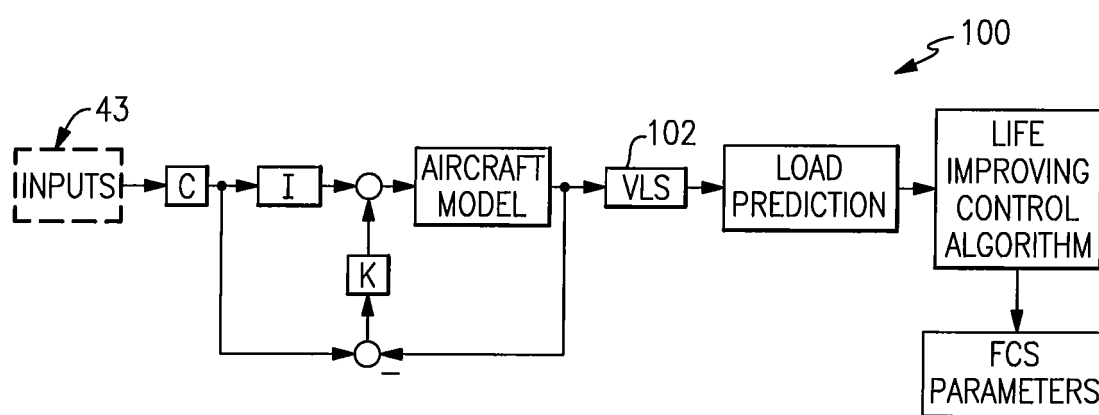 100
43
102
INPUTS
C
I
AIRCRAFT
MODEL
VLS
LOAD
PREDICTION
LIFE
IMPROVING
CONTROL
ALGORITHM
K
–
FCS
PARAMETERS